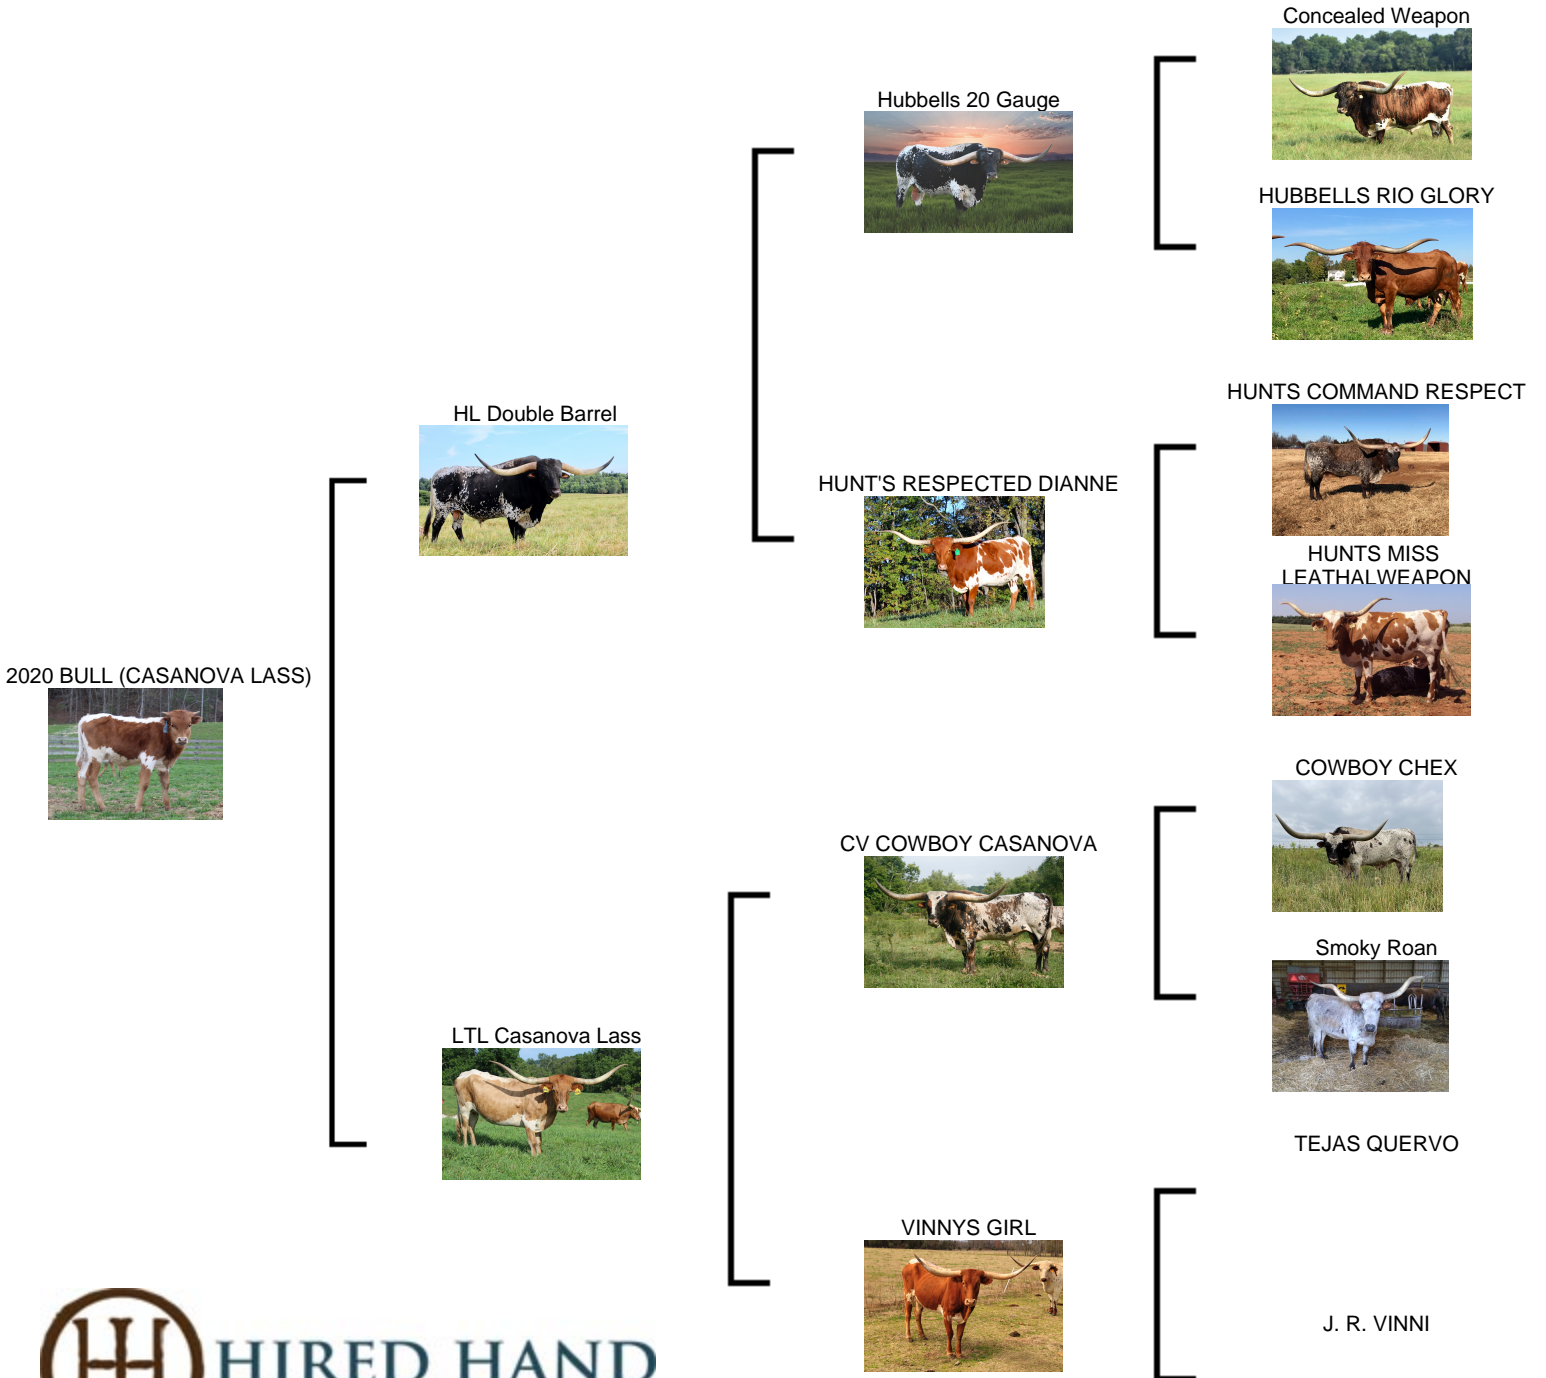 Concealed Weapon
Hubbells 20 Gauge
HUBBELLS RIO GLORY
HUNTS COMMAND RESPECT
HL Double Barrel
HUNT'S RESPECTED DIANNE
HUNTS MISS
LEATHALWEAPON
2020 BULL (CASANOVA LASS)
COWBOY CHEX
CV COWBOY CASANOVA
Smoky Roan
LTL Casanova Lass
TEJAS QUERVO
VINNYS GIRL
J. R. VINNI
HIRED HAND